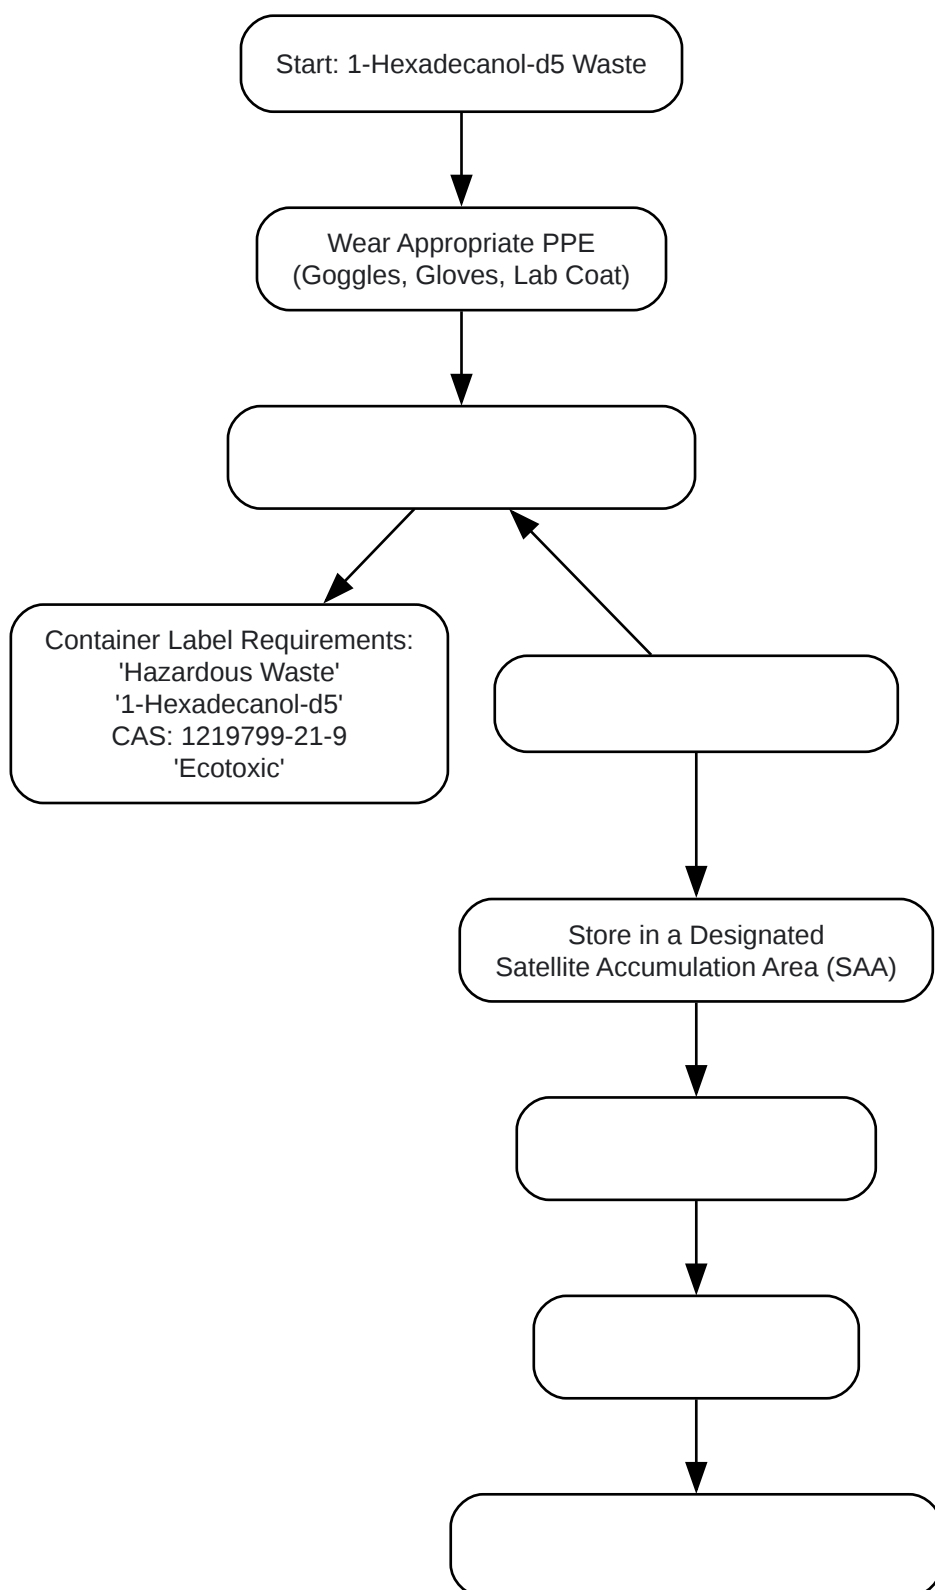 Start: 1-Hexadecanol-d5 Waste
Wear Appropriate PPE
(Goggles, Gloves, Lab Coat)
Container Label Requirements:
'Hazardous Waste'
'1-Hexadecanol-d5'
CAS: 1219799-21-9
'Ecotoxic'
Store in a Designated
Satellite Accumulation Area (SAA)